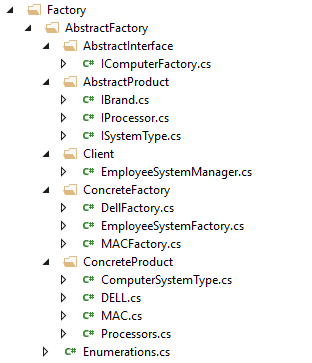 Factory
AbstractFactory
AbstractInterface
C# IComputerFactory.cs
AbstractProduct
C# IBrand.cs
C# IProcessor.cs
C# ISystemType.cs
Client
C# EmployeeSystemManager.cs
ConcreteFactory
C# DellFactory.cs
C# EmployeeSystemFactory.cs
C# MACFactory.cs
ConcreteProduct
C# ComputerSystemType.cs
C# DELL.cs
C# MAC.cs
C# Processors.cs
C# Enumerations.cs